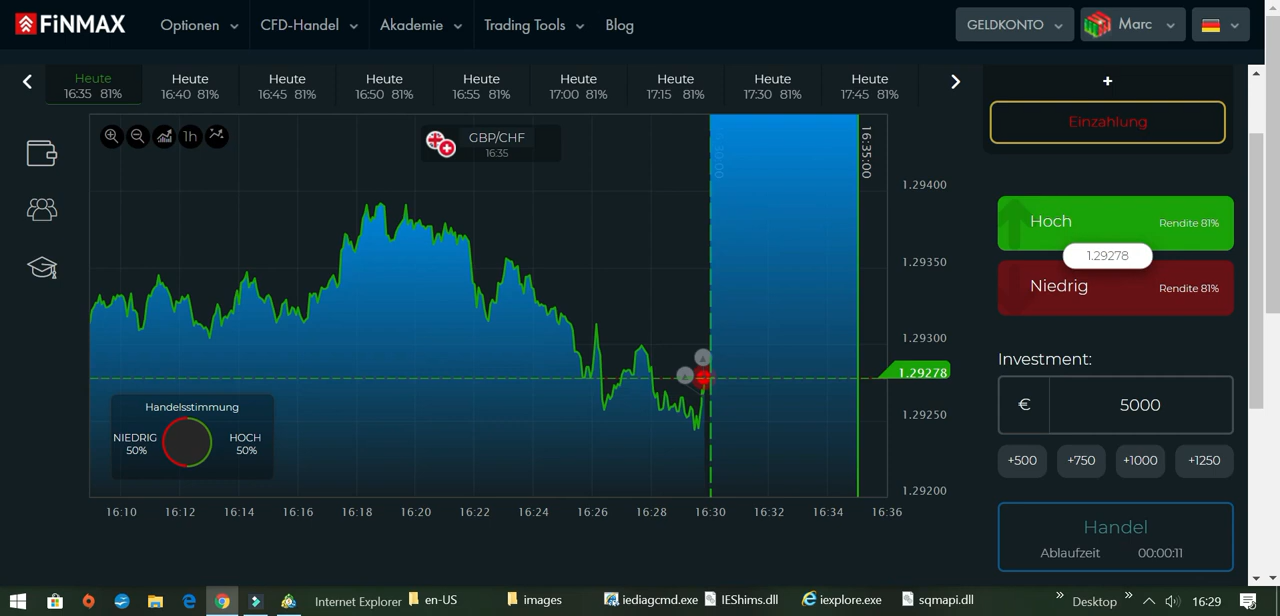 FiNMAX
Optionen
CFD-Handel
Akademie
Trading Tools
Blog
GELDKONTO
Marc
Heute
16:35 81%
Heute
16:40 81%
Heute
16:45 81%
Heute
16:50 81%
Heute
16:55 81%
Heute
17:00 81%
Heute
17:15 81%
Heute
17:30 81%
Heute
17:45 81%
+
Einzahlung
1h
GBP/CHF
16:35
16:35:00
1.29400
1.29350
1.29300
1.29278
1.29250
1.29200
Handelsstimmung
NIEDRIG
50%
HOCH
50%
16:10
16:12
16:14
16:16
16:18
16:20
16:22
16:24
16:26
16:28
16:30
16:32
16:34
16:36
Hoch
Rendite 81%
1.29278
Niedrig
Rendite 81%
Investment:
€ 5000
+500
+750
+1000
+1250
Handel
Ablaufzeit 00:00:11
Internet Explorer
en-US
images
iediagcmd.exe
IEShims.dll
iexplore.exe
sqmapi.dll
Desktop
16:29